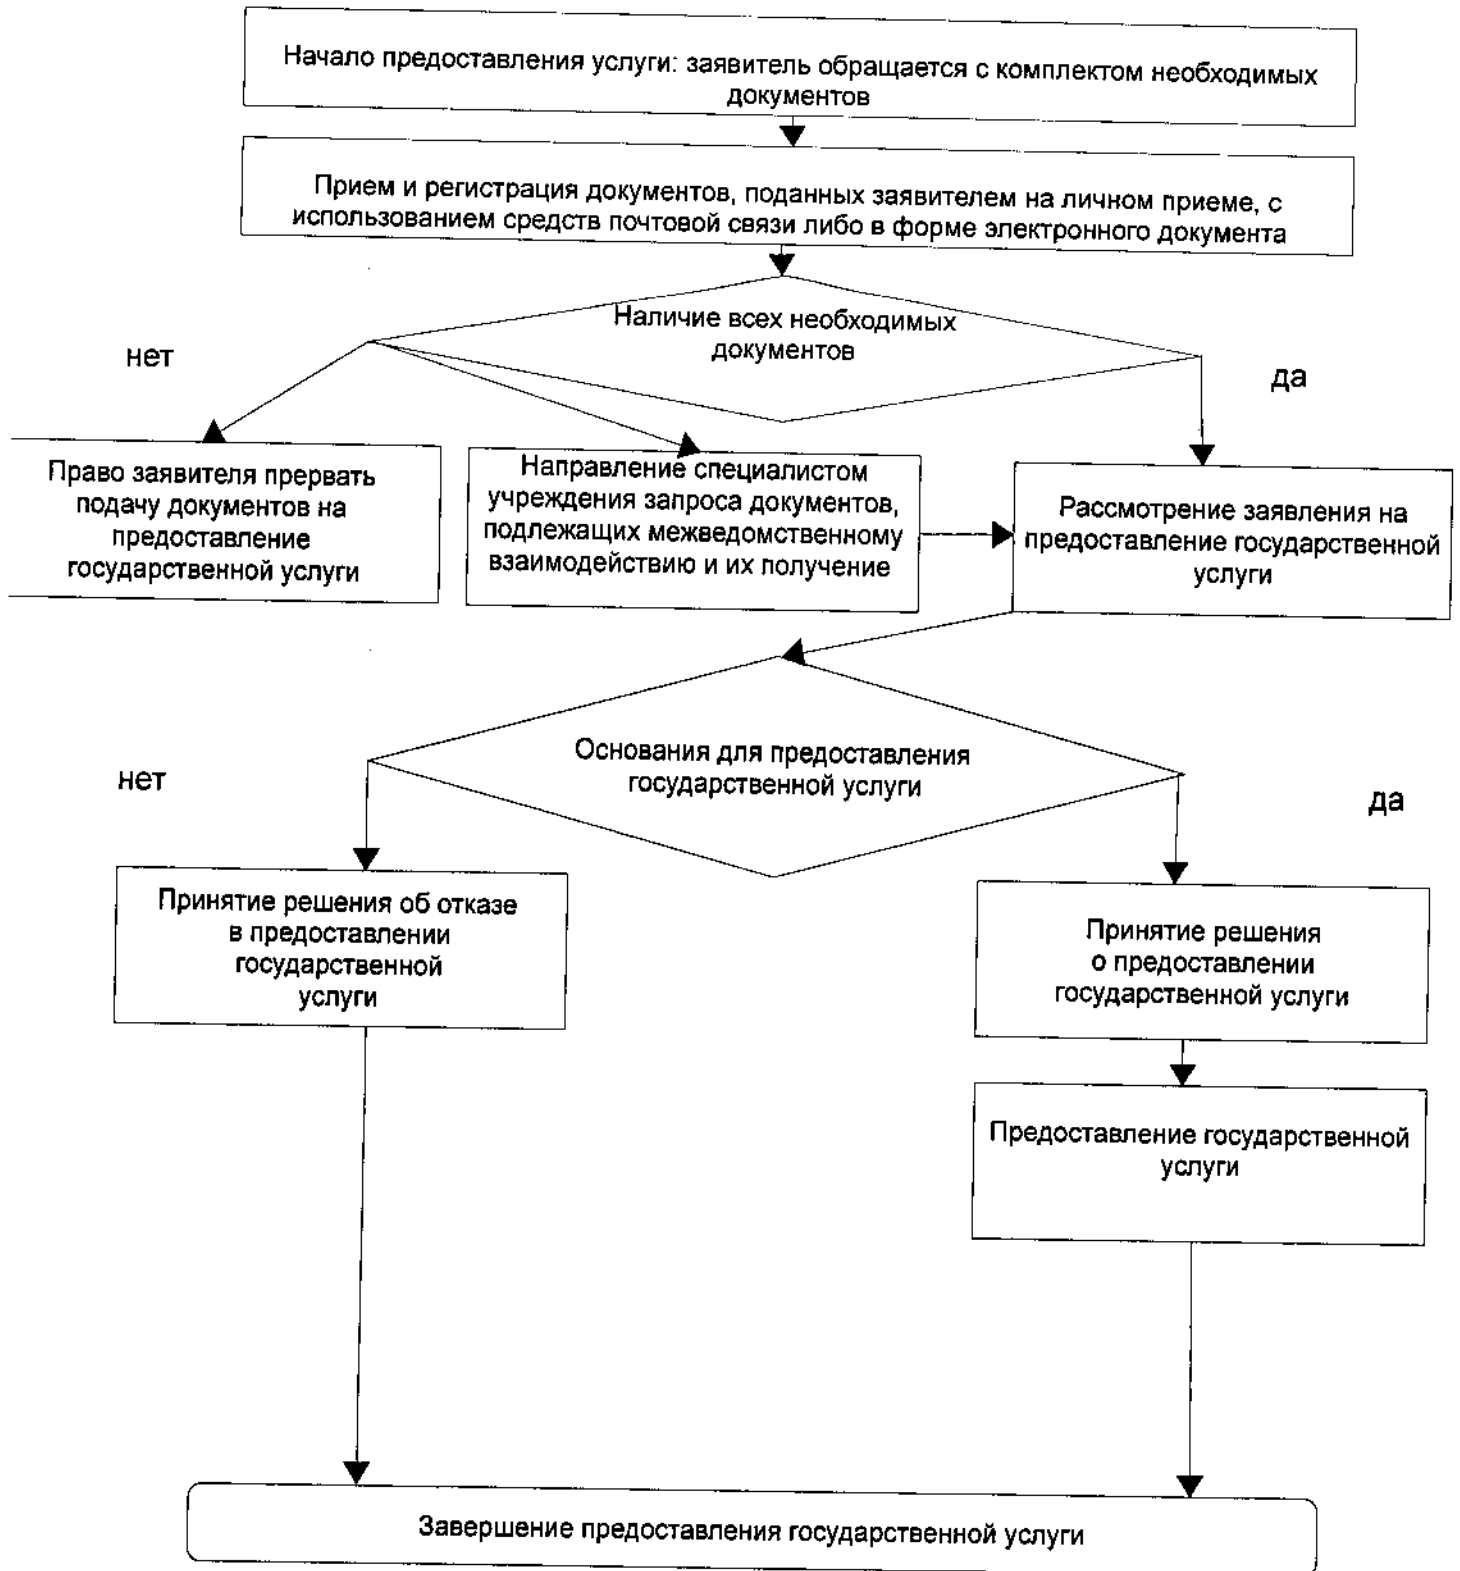 Начало предоставления услуги: заявитель обращается с комплектом необходимых
документов
Прием и регистрация документов, поданных заявителем на личном приеме, с
использованием средств почтовой связи либо в форме электронного документа
Наличие всех необходимых
документов
нет
да
Право заявителя прервать
подачу документов на
предоставление
государственной услуги
Направление специалистом
учреждения запроса документов,
подлежащих межведомственному
взаимодействию и их получение
Рассмотрение заявления на
предоставление государственной
услуги
Основания для предоставления
государственной услуги
нет
да
Принятие решения об отказе
в предоставлении
государственной
услуги
Принятие решения
о предоставлении
государственной услуги
Предоставление государственной
услуги
Завершение предоставления государственной услуги